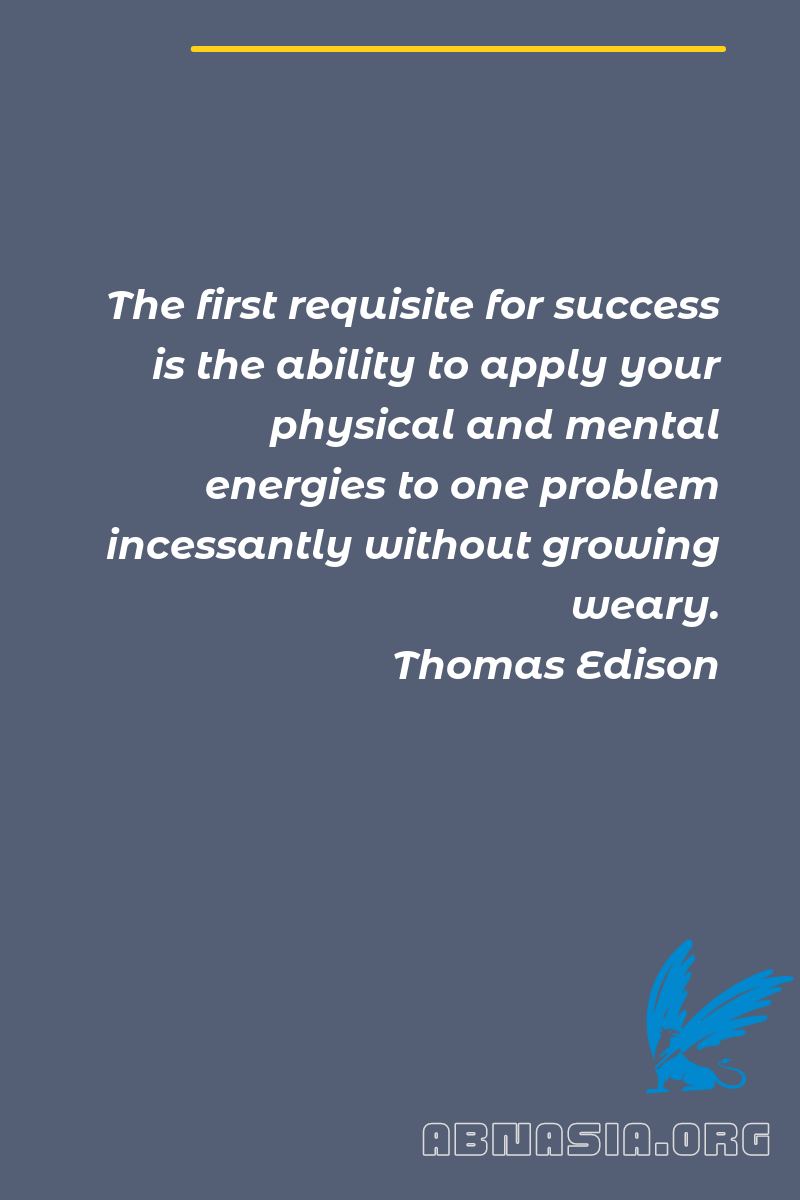 The first requisite for success
is the ability to apply your
physical and mental
energies to one problem
incessantly without growing
weary.
Thomas Edison
ABNASIA.ORG